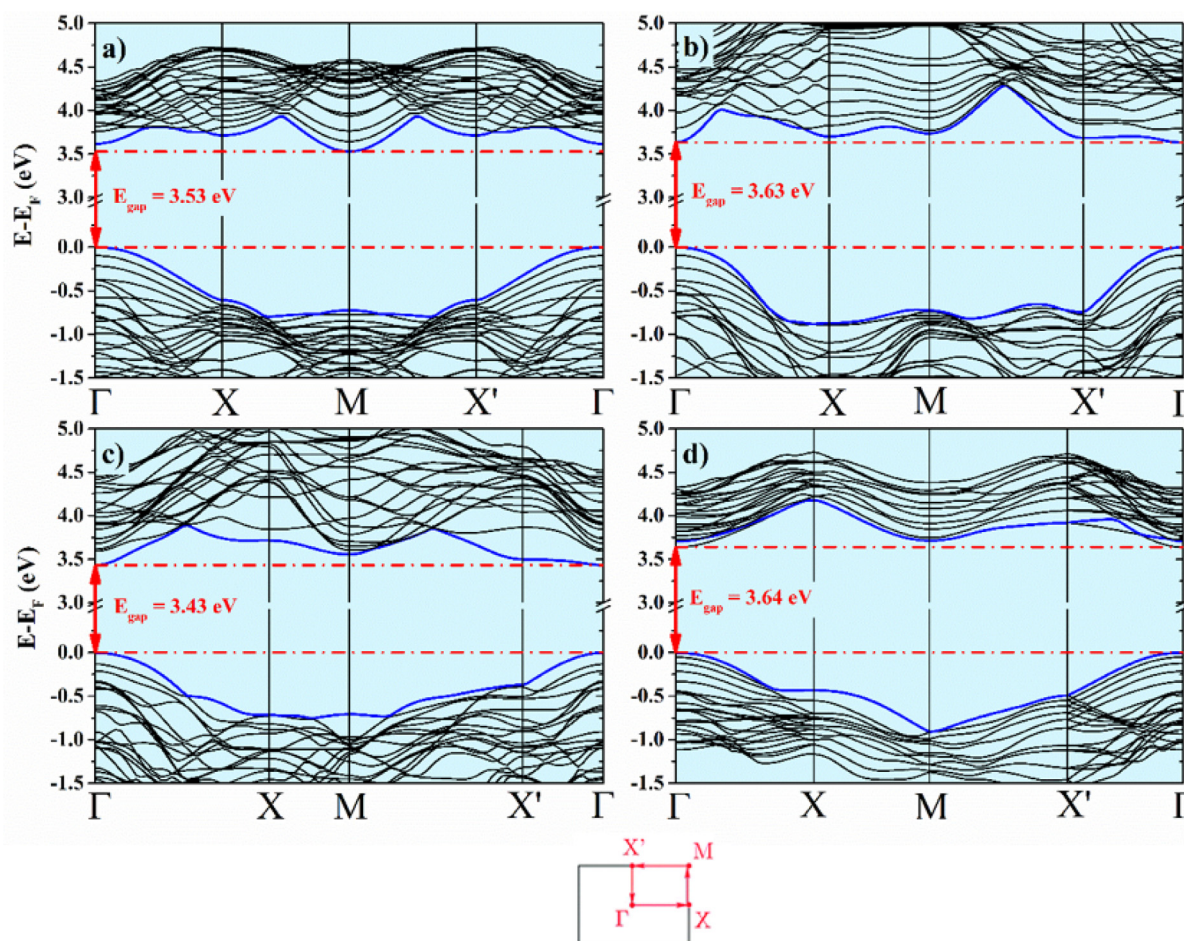 a)
b)
5.0
4.5
4.0
3.5
3.0
0.0
-0.5
-1.0
-1.5
E-E_F (eV)
E_gap = 3.53 eV
Γ X M X' Γ
5.0
4.5
4.0
3.5
3.0
0.0
-0.5
-1.0
-1.5
E_gap = 3.63 eV
Γ X M X' Γ
c)
d)
5.0
4.5
4.0
3.5
3.0
0.0
-0.5
-1.0
-1.5
E-E_F (eV)
E_gap = 3.43 eV
Γ X M X' Γ
5.0
4.5
4.0
3.5
3.0
0.0
-0.5
-1.0
-1.5
E_gap = 3.64 eV
Γ X M X' Γ
X' M
Γ X